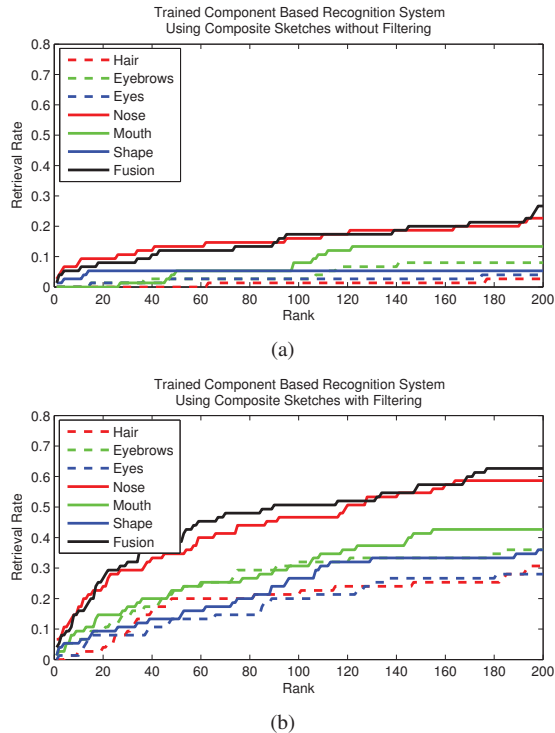 Trained Component Based Recognition System
Using Composite Sketches without Filtering
0.8
0.7
0.6
0.5
0.4
0.3
0.2
0.1
0
Retrieval Rate
Hair
Eyebrows
Eyes
Nose
Mouth
Shape
Fusion
0 20 40 60 80 100 120 140 160 180 200
Rank
(a)
Trained Component Based Recognition System
Using Composite Sketches with Filtering
0.8
0.7
0.6
0.5
0.4
0.3
0.2
0.1
0
Retrieval Rate
Hair
Eyebrows
Eyes
Nose
Mouth
Shape
Fusion
0 20 40 60 80 100 120 140 160 180 200
Rank
(b)